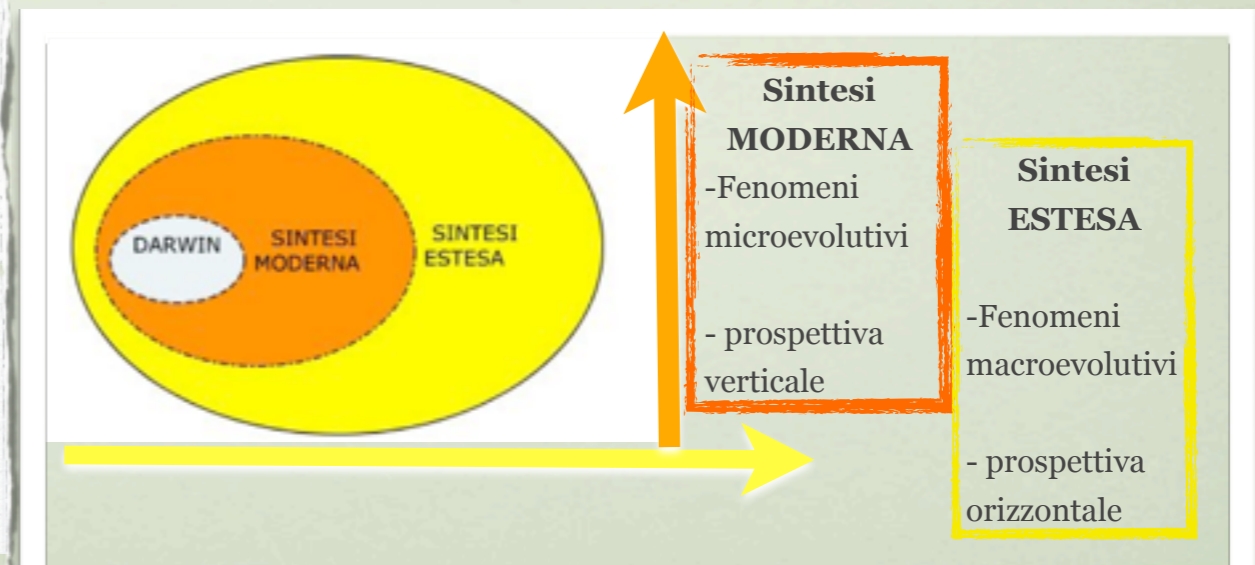 DARWIN
SINTESI
MODERNA
SINTESI
ESTESA
Sintesi
MODERNA
-Fenomeni
microevolutivi
- prospettiva
verticale
Sintesi
ESTESA
-Fenomeni
macroevolutivi
- prospettiva
orizzontale